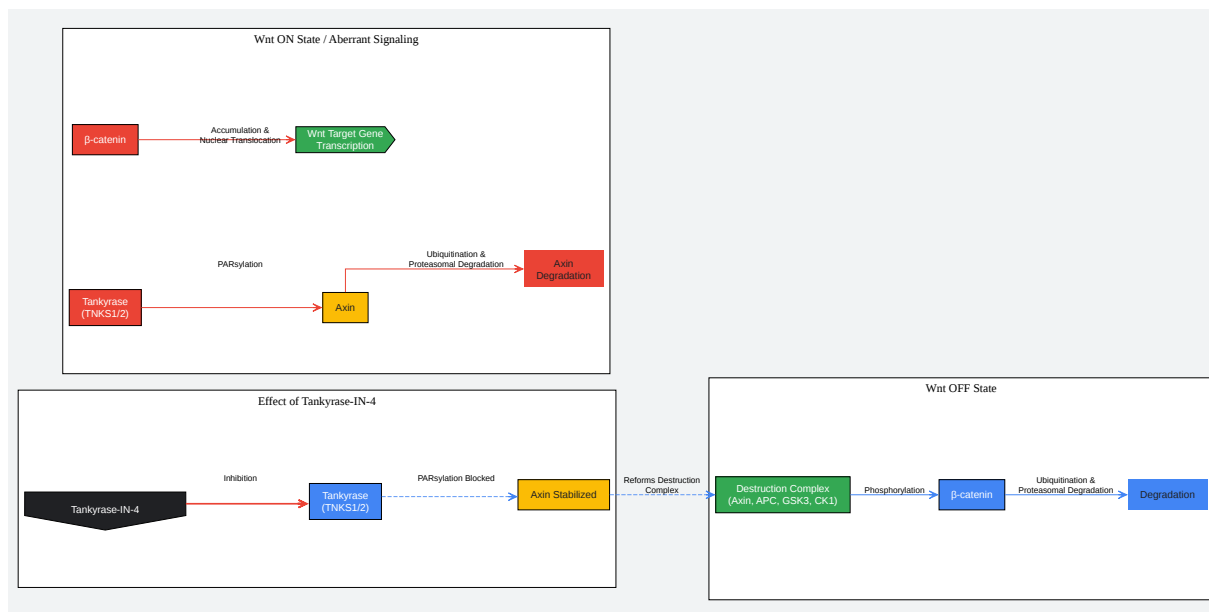 Wnt ON State / Aberrant Signaling
β-catenin
Accumulation &
Nuclear Translocation
Wnt Target Gene
Transcription
PARsylation
Ubiquitination &
Proteasomal Degradation
Axin
Degradation
Tankyrase
(TNKS1/2)
Axin
Effect of Tankyrase-IN-4
Tankyrase-IN-4
Inhibition
Tankyrase
(TNKS1/2)
PARsylation Blocked
Axin Stabilized
Reforms Destruction
Complex
Wnt OFF State
Destruction Complex
(Axin, APC, GSK3, CK1)
Phosphorylation
β-catenin
Ubiquitination &
Proteasomal Degradation
Degradation